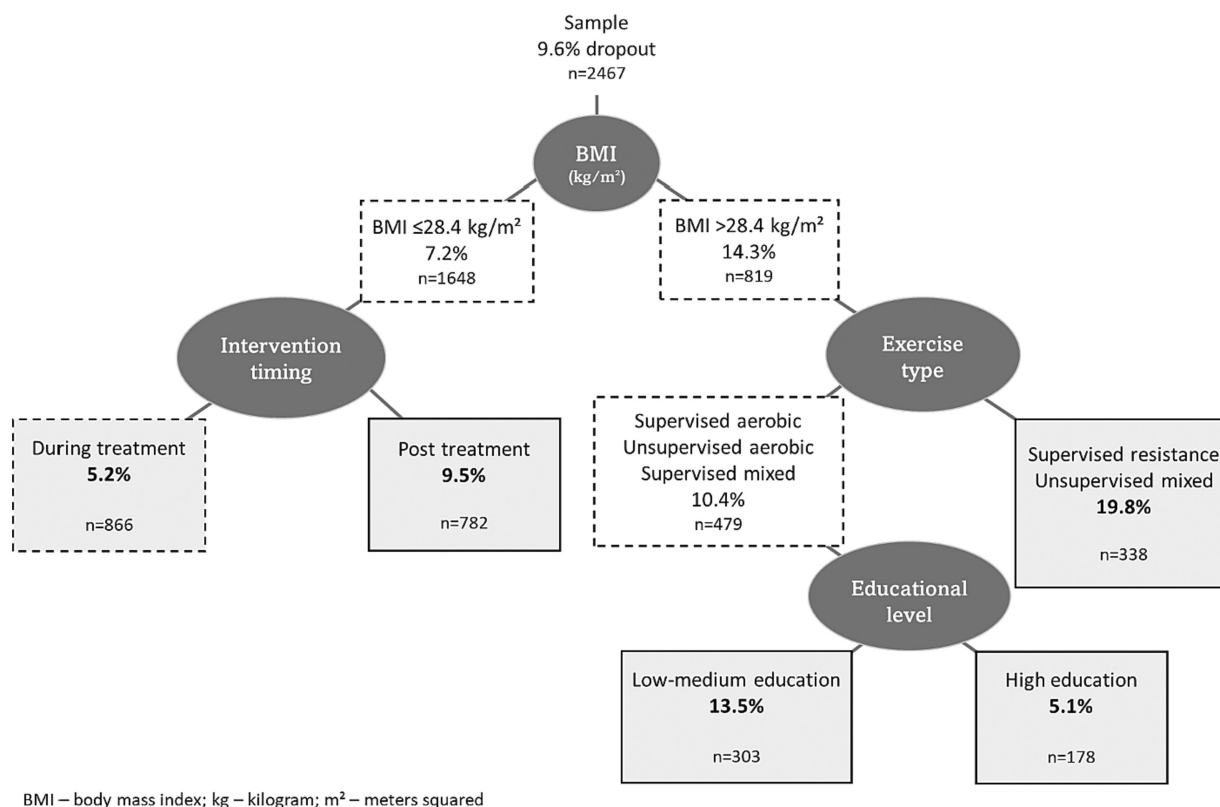 Sample
9.6% dropout
n=2467
BMI
(kg/m²)
BMI ≤28.4 kg/m²
7.2%
n=1648
BMI >28.4 kg/m²
14.3%
n=819
Intervention
timing
Exercise
type
During treatment
5.2%
n=866
Post treatment
9.5%
n=782
Supervised aerobic
Unsupervised aerobic
Supervised mixed
10.4%
n=479
Supervised resistance
Unsupervised mixed
19.8%
n=338
Educational
level
Low-medium education
13.5%
n=303
High education
5.1%
n=178
BMI – body mass index; kg – kilogram; m² – meters squared